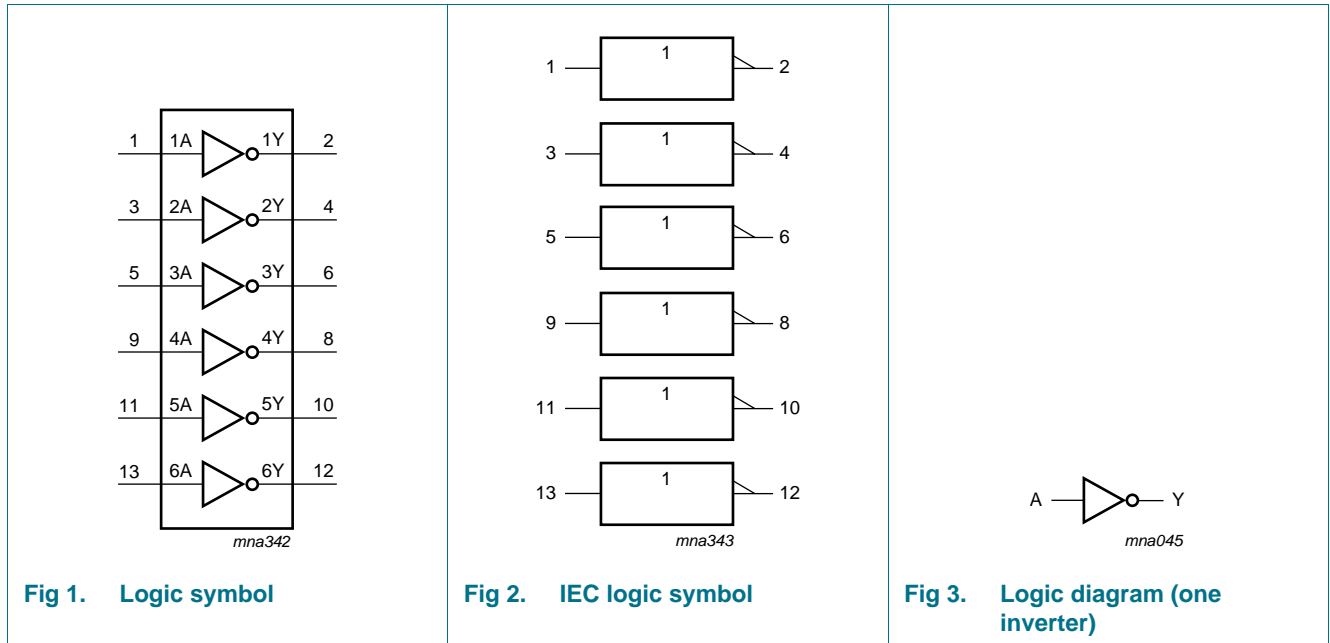 1 1A 1Y 2
3 2A 2Y 4
5 3A 3Y 6
9 4A 4Y 8
11 5A 5Y 10
13 6A 6Y 12
mna342
Fig 1. Logic symbol
1 1 2
3 1 4
5 1 6
9 1 8
11 1 10
13 1 12
mna343
Fig 2. IEC logic symbol
A Y
mna045
Fig 3. Logic diagram (one
inverter)